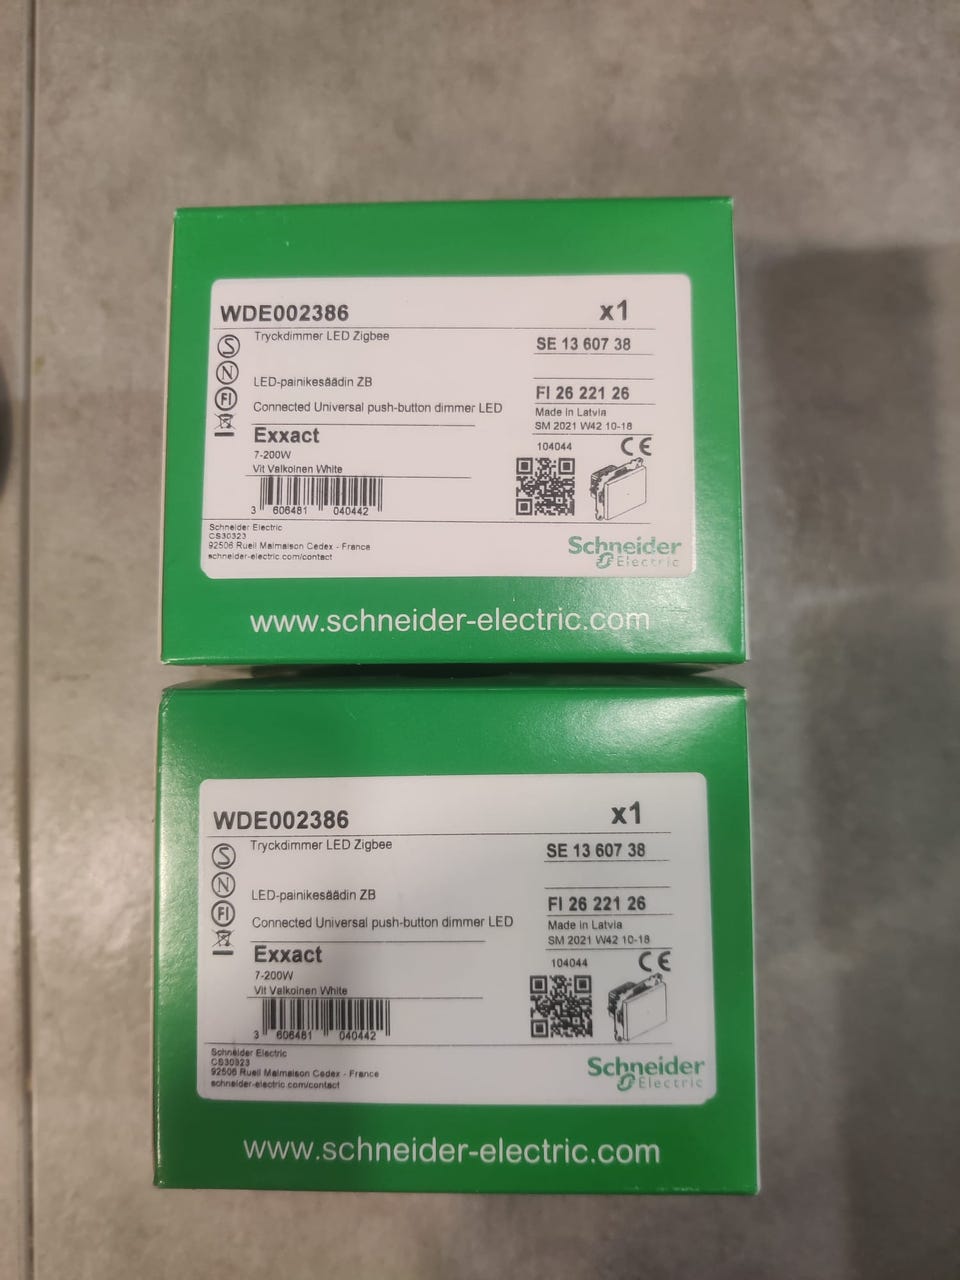 WDE002386 x1
Tryckdimmer LED Zigbee
SE 13 607 38
LED-painikesäädin ZB
FI 26 221 26
Connected Universal push-button dimmer LED
Made in Latvia
SM 2021 W42 10-18
S
N
FI
Exxact
104044 CE
7-200W
Vit Valkoinen White
3 606481 040442
Schneider Electric
CS30323
92506 Rueil Malmaison Cedex - France
schneider-electric.com/contact
Schneider
Electric
www.schneider-electric.com
WDE002386 x1
Tryckdimmer LED Zigbee
SE 13 607 38
LED-painikesäädin ZB
FI 26 221 26
Connected Universal push-button dimmer LED
Made in Latvia
SM 2021 W42 10-18
S
N
FI
Exxact
104044 CE
7-200W
Vit Valkoinen White
3 606481 040442
Schneider Electric
CS30323
92506 Rueil Malmaison Cedex - France
schneider-electric.com/contact
Schneider
Electric
www.schneider-electric.com